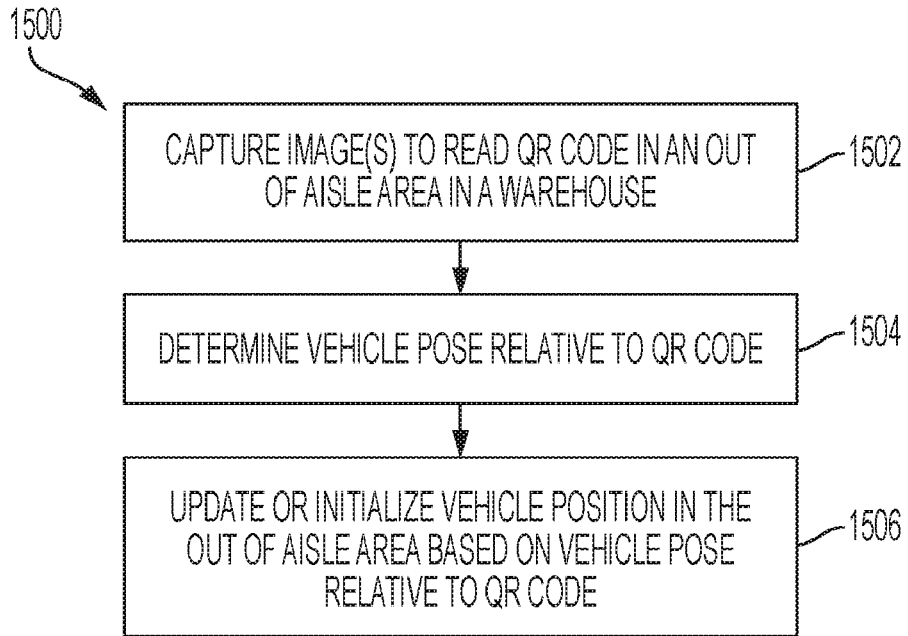 1500
CAPTURE IMAGE(S) TO READ QR CODE IN AN OUT
OF AISLE AREA IN A WAREHOUSE
1502
DETERMINE VEHICLE POSE RELATIVE TO QR CODE
1504
UPDATE OR INITIALIZE VEHICLE POSITION IN THE
OUT OF AISLE AREA BASED ON VEHICLE POSE
RELATIVE TO QR CODE
1506